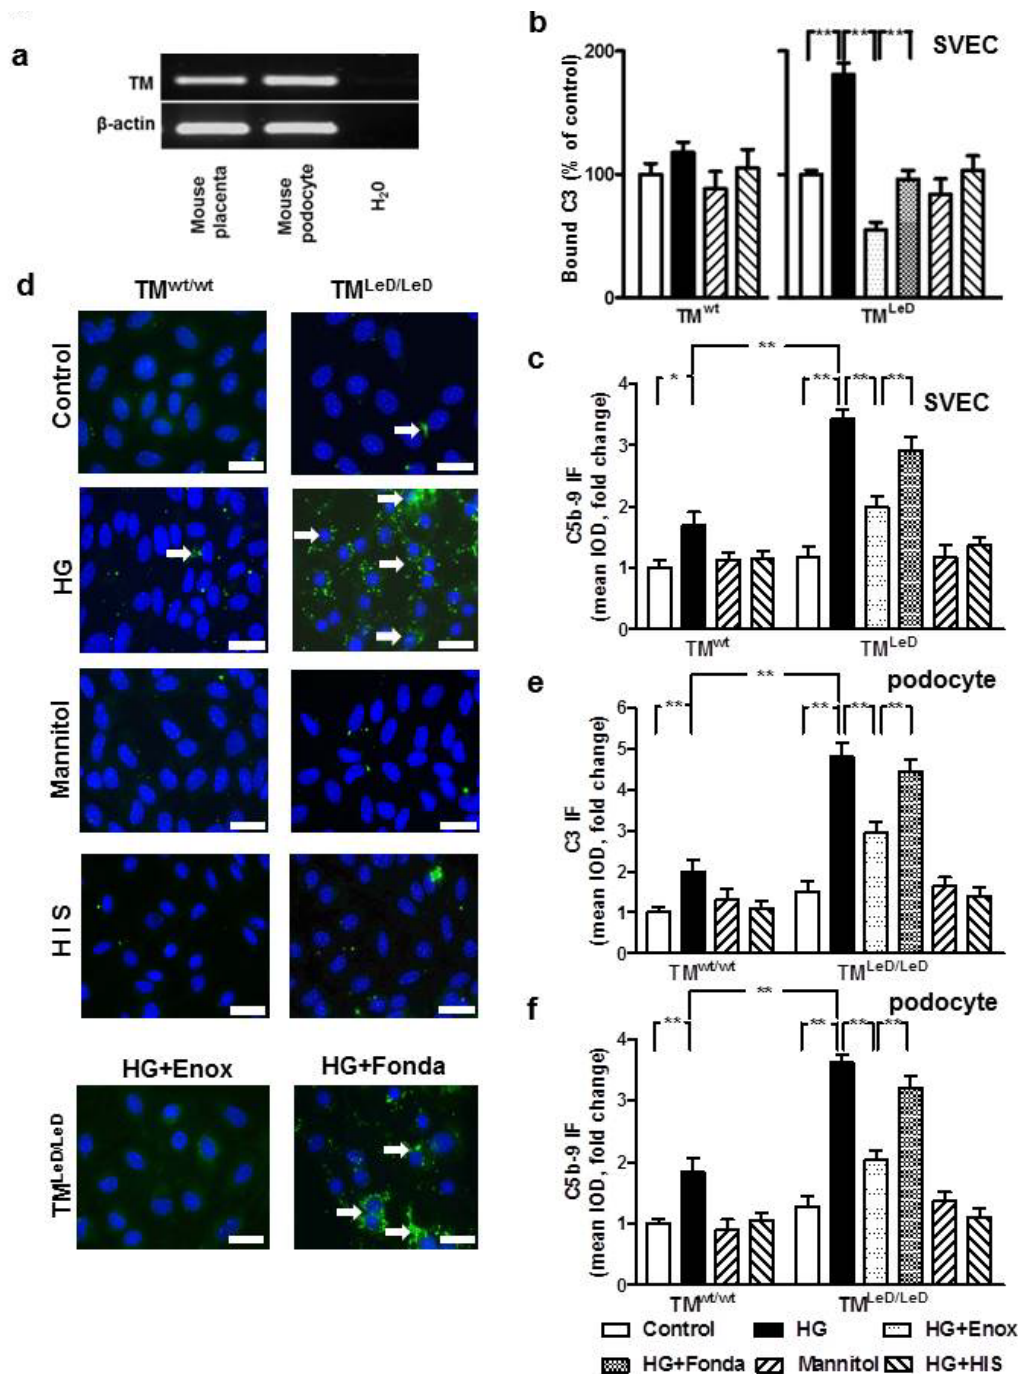 a
TM
β-actin
Mouse placenta
Mouse podocyte
H₂0
b
SVEC
** ** **
Bound C3 (% of control)
200
100
0
TMwt
TMLeD
c
SVEC
**
* ** ** **
C5b-9 IF
(mean IOD, fold change)
4
3
2
1
0
TMwt
TMLeD
d
TMwt/wt
TMLeD/LeD
Control
HG
Mannitol
HIS
HG+Enox
HG+Fonda
TMLeD/LeD
e
podocyte
**
** ** ** **
C3 IF
(mean IOD, fold change)
6
5
4
3
2
1
0
TMwt/wt
TMLeD/LeD
f
podocyte
**
** ** ** **
C5b-9 IF
(mean IOD, fold change)
4
3
2
1
0
TMwt/wt
TMLeD/LeD
Control
HG
HG+Enox
HG+Fonda
Mannitol
HG+HIS